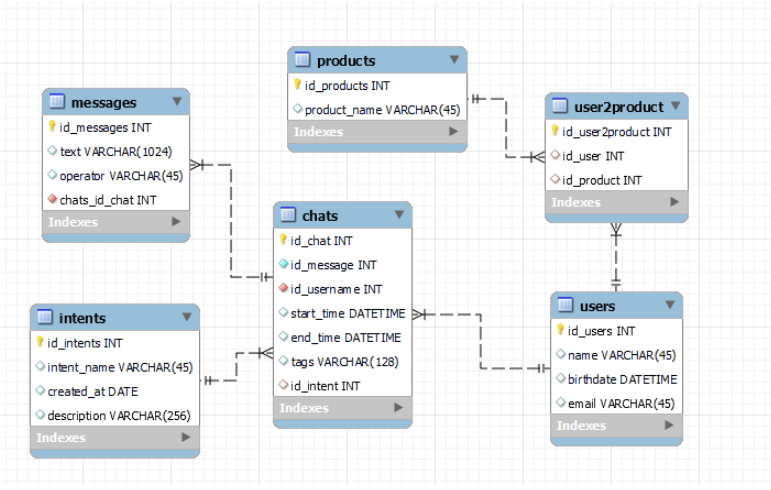 products
id_products INT
product_name VARCHAR(45)
Indexes
messages
id_messages INT
text VARCHAR(1024)
operator VARCHAR(45)
chats_id_chat INT
Indexes
user2product
id_user2product INT
id_user INT
id_product INT
Indexes
chats
id_chat INT
id_message INT
id_username INT
start_time DATETIME
end_time DATETIME
tags VARCHAR(128)
id_intent INT
Indexes
intents
id_intents INT
intent_name VARCHAR(45)
created_at DATE
description VARCHAR(256)
Indexes
users
id_users INT
name VARCHAR(45)
birthdate DATETIME
email VARCHAR(45)
Indexes